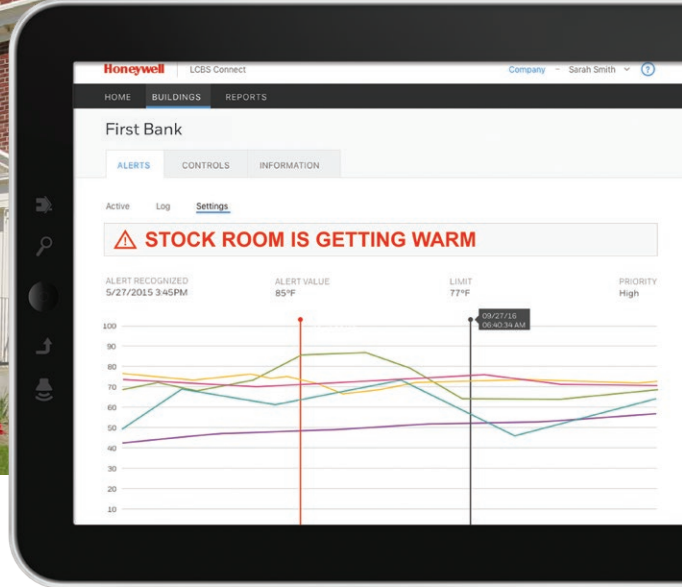 Honeywell LCBS Connect Company – Sarah Smith ?
HOME BUILDINGS REPORTS
First Bank
ALERTS CONTROLS INFORMATION
Active Log Settings
STOCK ROOM IS GETTING WARM
ALERT RECOGNIZED ALERT VALUE LIMIT PRIORITY
5/27/2015 3:45PM 85°F 77°F High
09/27/16
06:40:34 AM
100
90
80
70
60
50
40
30
20
10